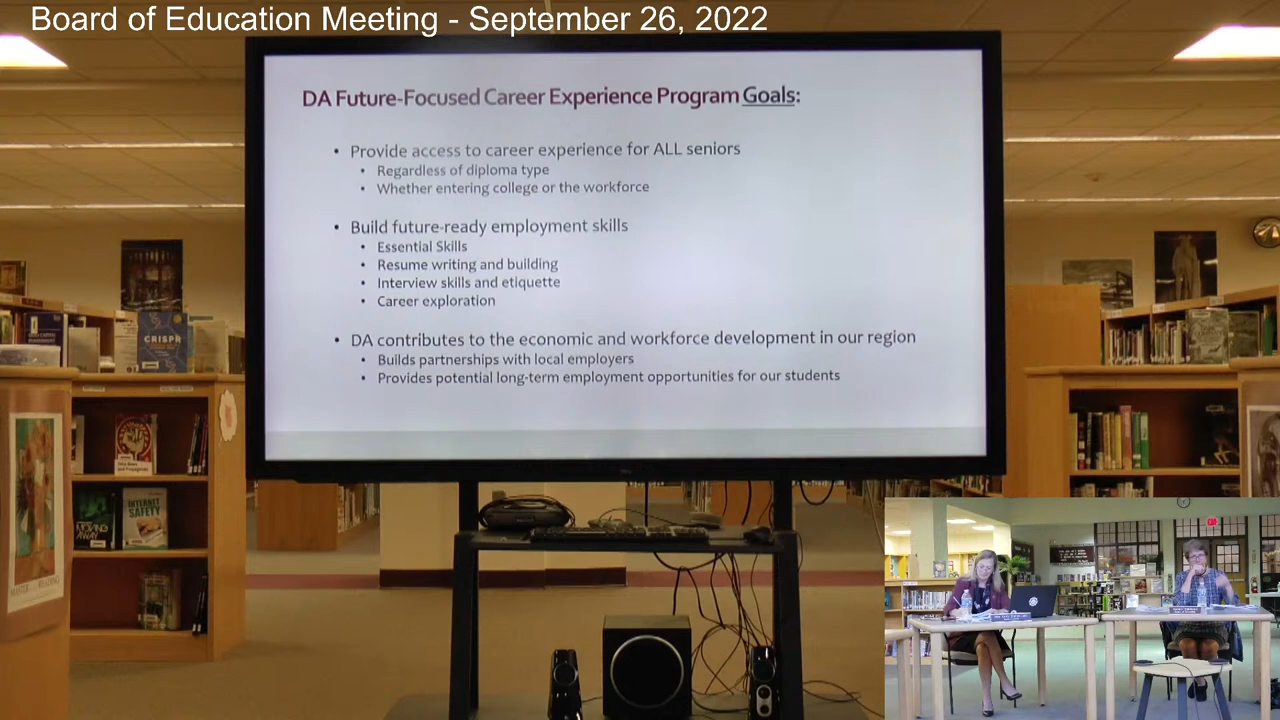 Board of Education Meeting - September 26, 2022
DA Future-Focused Career Experience Program Goals:
• Provide access to career experience for ALL seniors
• Regardless of diploma type
• Whether entering college or the workforce
• Build future-ready employment skills
• Essential Skills
• Resume writing and building
• Interview skills and etiquette
• Career exploration
• DA contributes to the economic and workforce development in our region
• Builds partnerships with local employers
• Provides potential long-term employment opportunities for our students
CRISPR
INTERNET
SAFETY
MOVING
AWAY